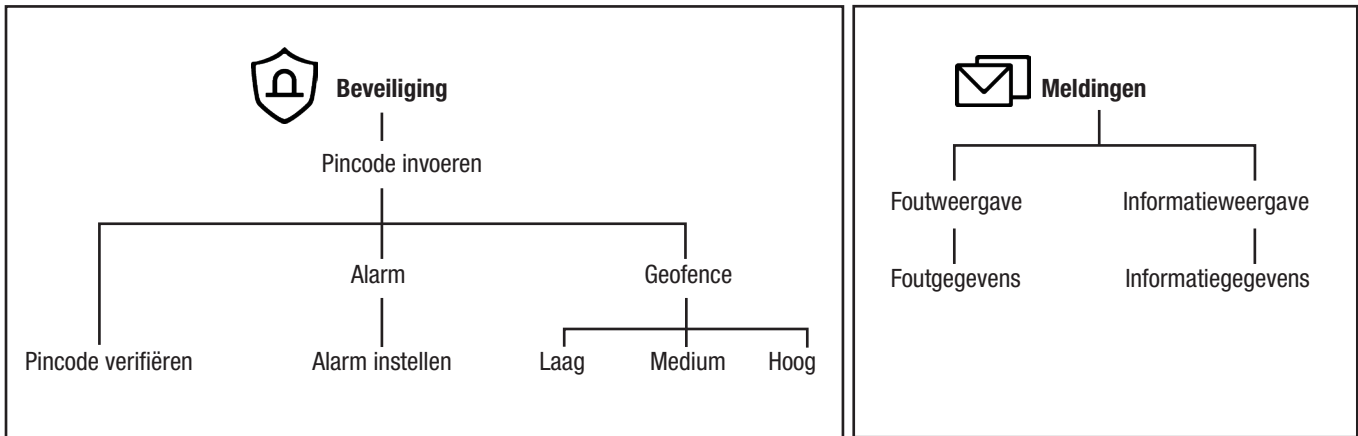 Beveiliging
Pincode invoeren
Alarm
Geofence
Pincode verifiëren
Alarm instellen
Laag
Medium
Hoog
Meldingen
Foutweergave
Informatieweergave
Foutgegevens
Informatiegegevens